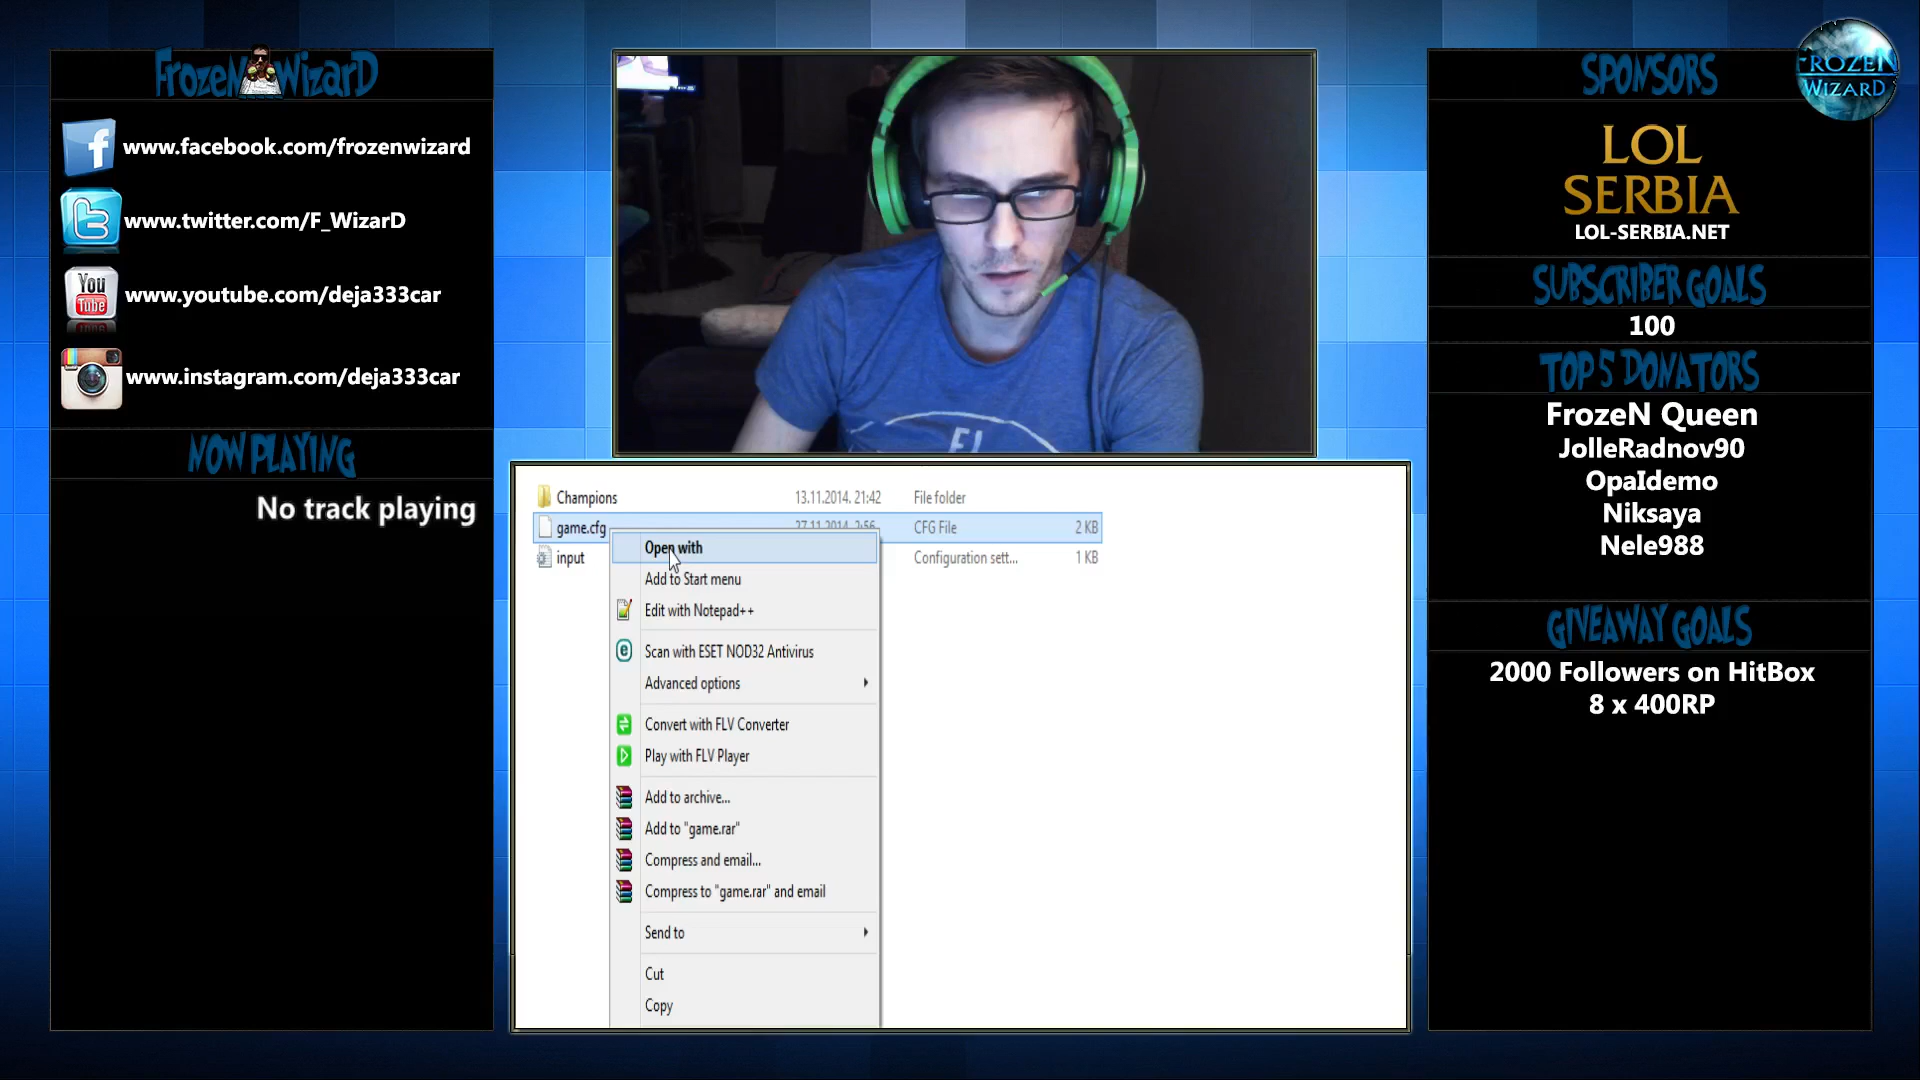 FrozeN WizarD
www.facebook.com/frozenwizard
www.twitter.com/F_WizarD
You Tube
www.youtube.com/deja333car
www.instagram.com/deja333car
NOW PLAYING
No track playing
Champions 13.11.2014. 21:42 File folder
game.cfg 27.11.2014. 2:56 CFG File 2 KB
input Configuration sett... 1 KB
Open with
Add to Start menu
Edit with Notepad++
Scan with ESET NOD32 Antivirus
Advanced options
Convert with FLV Converter
Play with FLV Player
Add to archive...
Add to "game.rar"
Compress and email...
Compress to "game.rar" and email
Send to
Cut
Copy
SPONSORS
FROZEN
WIZARD
LOL
SERBIA
LOL-SERBIA.NET
SUBSCRIBER GOALS
100
TOP 5 DONATORS
FrozeN Queen
JolleRadnov90
OpaIdemo
Niksaya
Nele988
GIVEAWAY GOALS
2000 Followers on HitBox
8 x 400RP